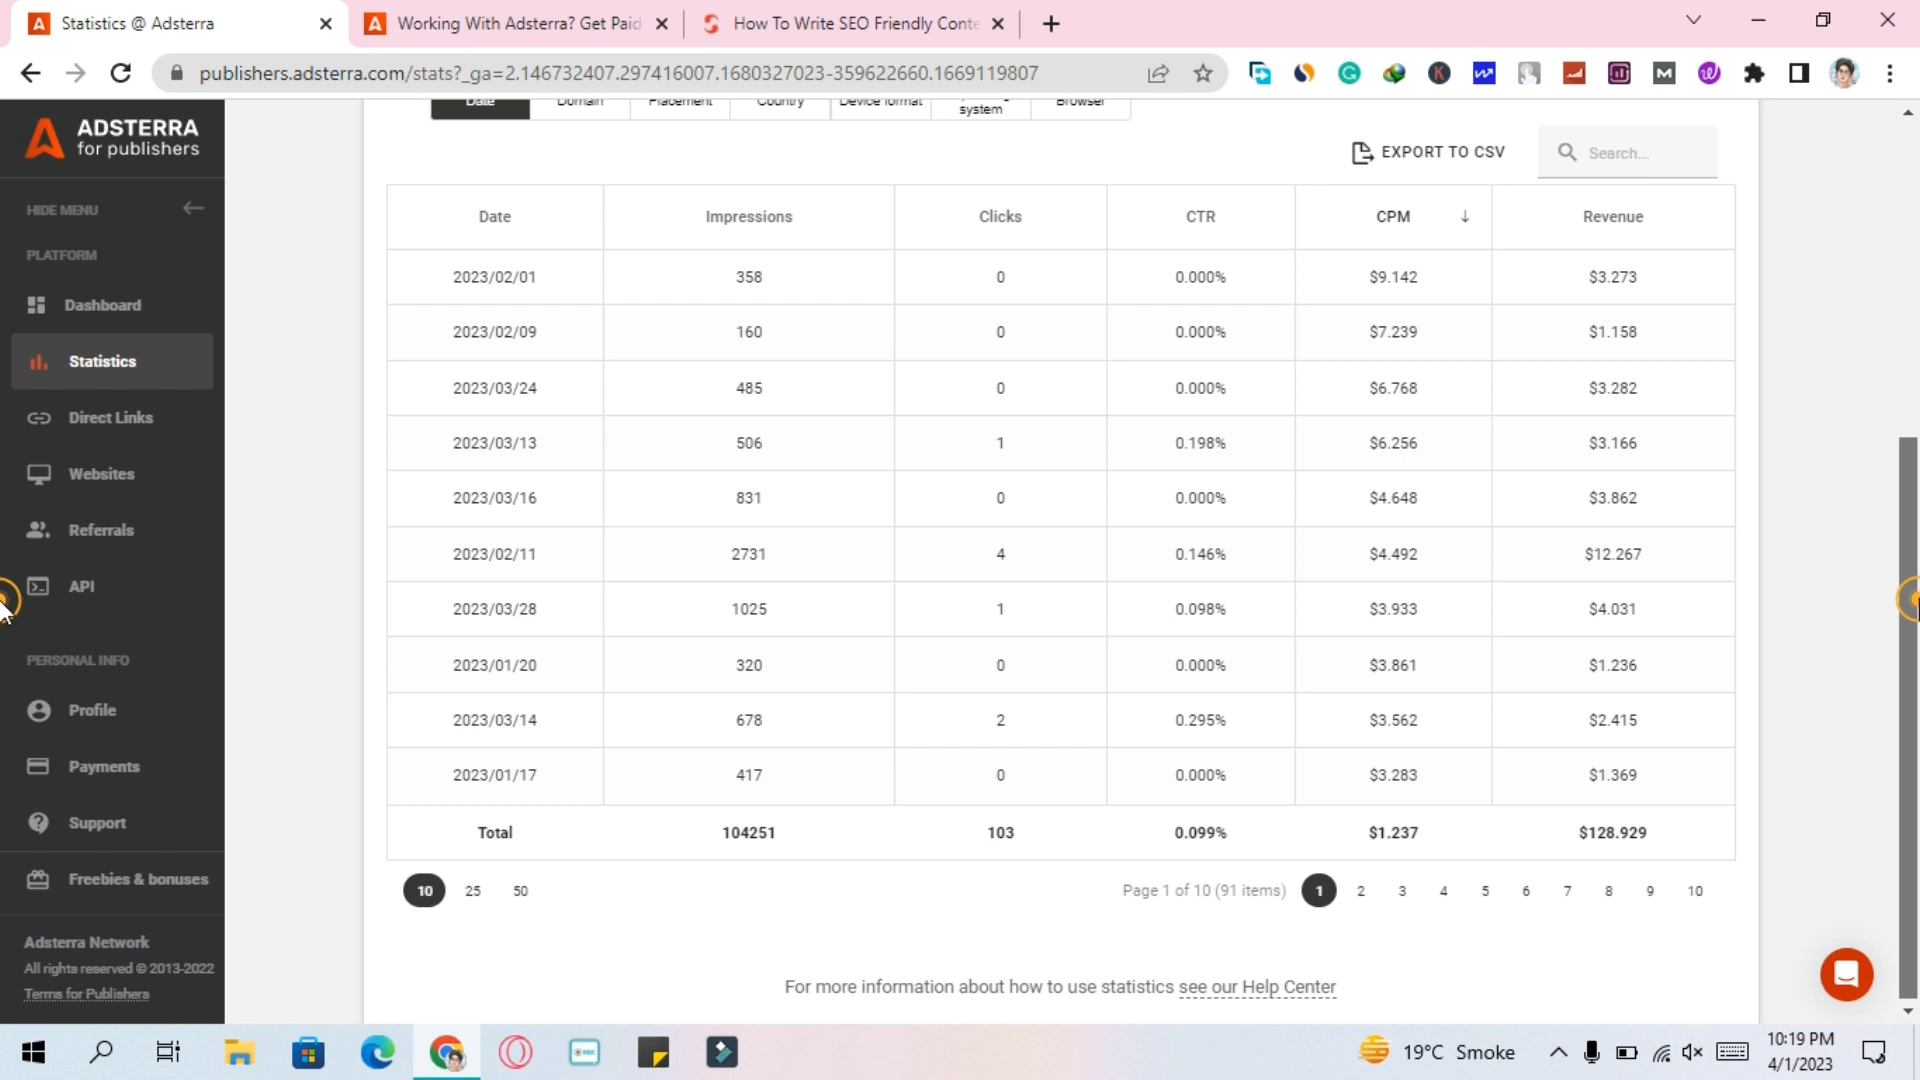 Statistics @ Adsterra
Working With Adsterra? Get Paid
How To Write SEO Friendly Conte
publishers.adsterra.com/stats?_ga=2.146732407.297416007.1680327023-359622660.1669119807
ADSTERRA
for publishers
HIDE MENU
PLATFORM
Dashboard
Statistics
Direct Links
Websites
Referrals
API
PERSONAL INFO
Profile
Payments
Support
Freebies & bonuses
Adsterra Network
All rights reserved © 2013-2022
Terms for Publishers
Date Domain Placement Country Device format system Browser
EXPORT TO CSV
Search...
Date Impressions Clicks CTR CPM ↓ Revenue
2023/02/01 358 0 0.000% $9.142 $3.273
2023/02/09 160 0 0.000% $7.239 $1.158
2023/03/24 485 0 0.000% $6.768 $3.282
2023/03/13 506 1 0.198% $6.256 $3.166
2023/03/16 831 0 0.000% $4.648 $3.862
2023/02/11 2731 4 0.146% $4.492 $12.267
2023/03/28 1025 1 0.098% $3.933 $4.031
2023/01/20 320 0 0.000% $3.861 $1.236
2023/03/14 678 2 0.295% $3.562 $2.415
2023/01/17 417 0 0.000% $3.283 $1.369
Total 104251 103 0.099% $1.237 $128.929
10 25 50 Page 1 of 10 (91 items) 1 2 3 4 5 6 7 8 9 10
For more information about how to use statistics see our Help Center
19°C Smoke
10:19 PM
4/1/2023